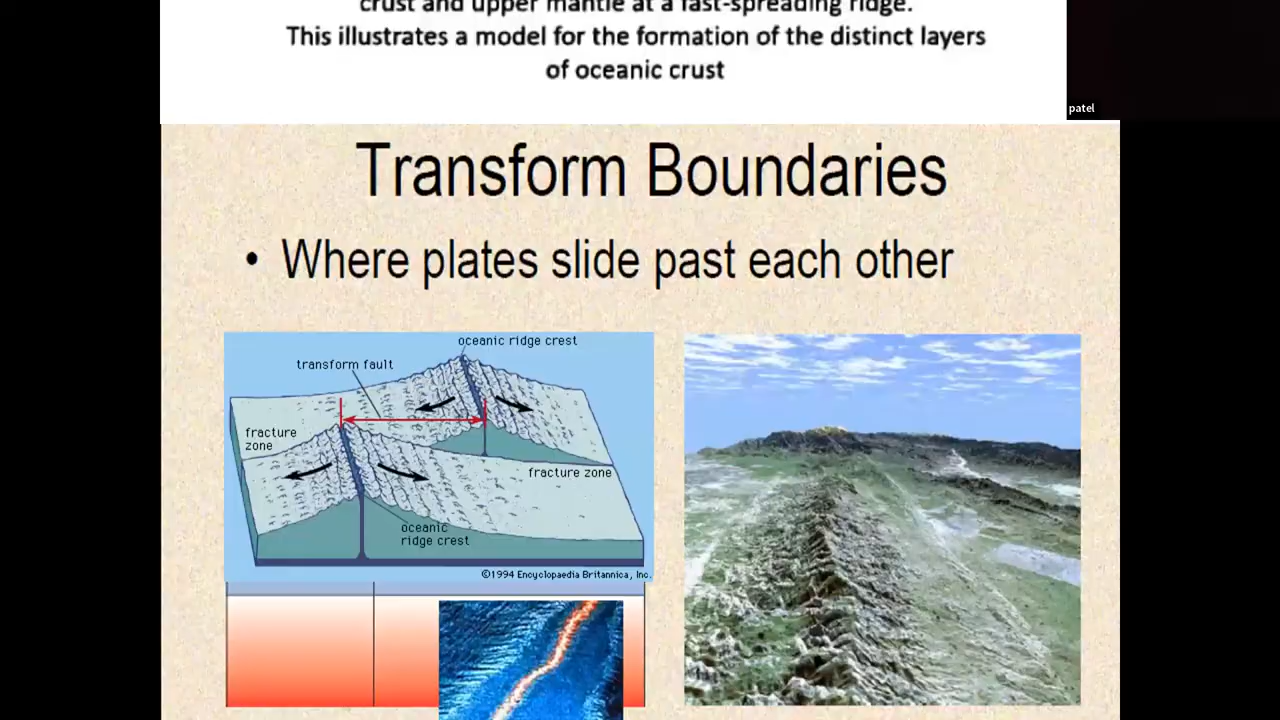 crust and upper mantle at a fast-spreading ridge.
This illustrates a model for the formation of the distinct layers
of oceanic crust
patel
Transform Boundaries
• Where plates slide past each other
oceanic ridge crest
transform fault
fracture
zone
fracture zone
oceanic
ridge crest
©1994 Encyclopaedia Britannica, Inc.